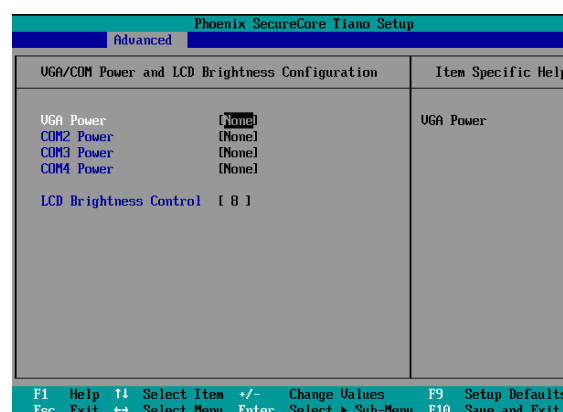 Phoenix SecureCore Tiano Setup
Advanced
VGA/COM Power and LCD Brightness Configuration
Item Specific Help
VGA Power [None]
VGA Power
COM2 Power [None]
COM3 Power [None]
COM4 Power [None]
LCD Brightness Control [ 8 ]
F1 Help ↑↓ Select Item +/- Change Values F9 Setup Defaults
Esc Exit ↔ Select Menu Enter Select ▶ Sub-Menu F10 Save and Exit